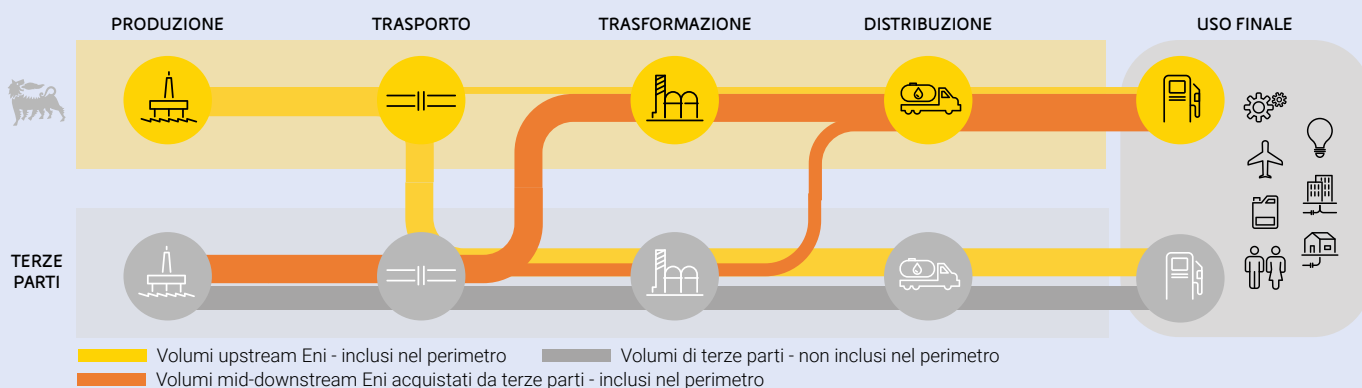 PRODUZIONE TRASPORTO TRASFORMAZIONE DISTRIBUZIONE USO FINALE
TERZE
PARTI
Volumi upstream Eni - inclusi nel perimetro Volumi di terze parti - non inclusi nel perimetro
Volumi mid-downstream Eni acquistati da terze parti - inclusi nel perimetro